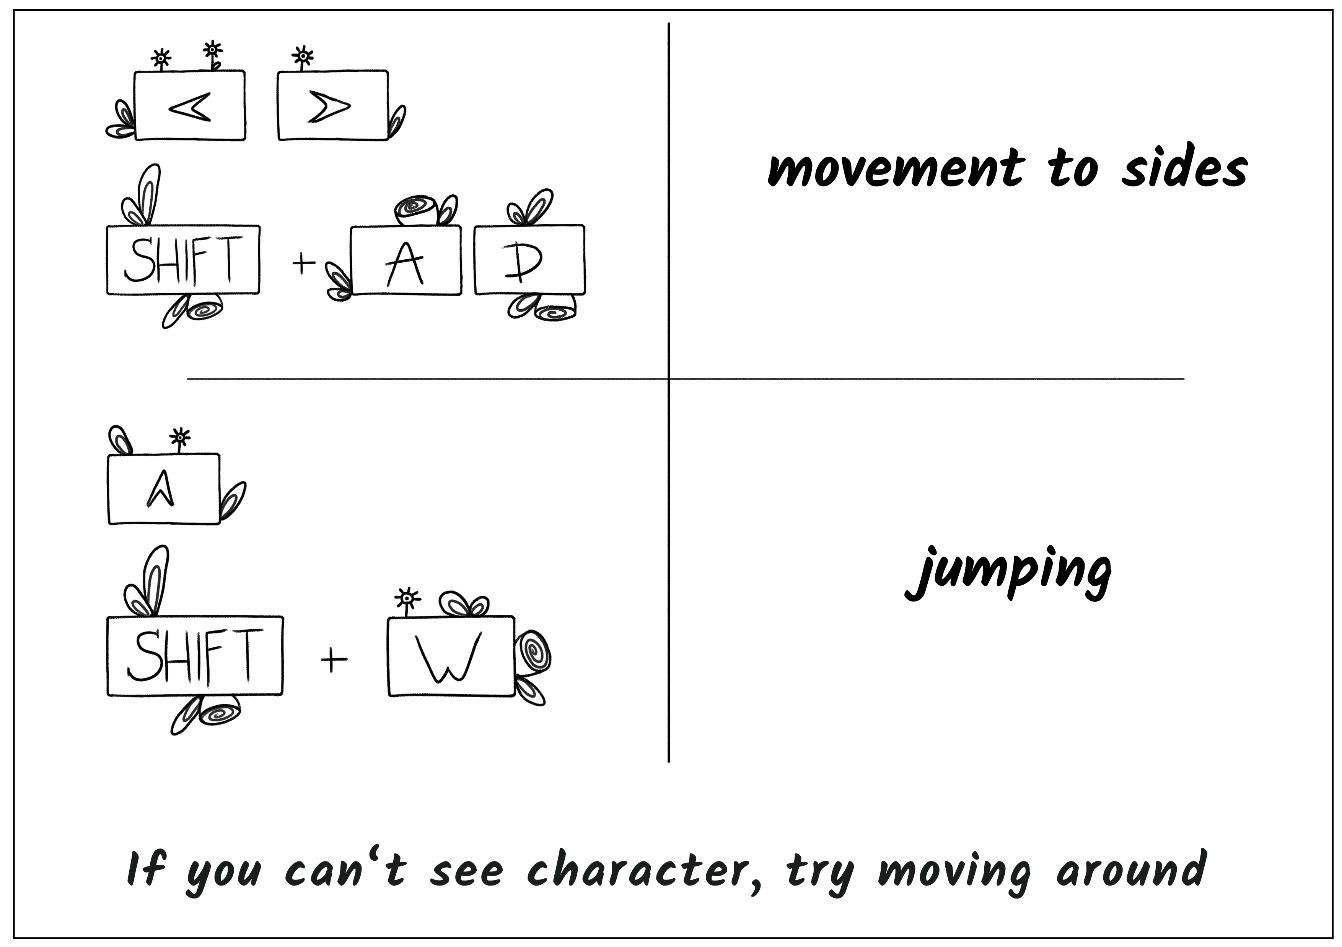 < >
movement to sides
SHIFT + A D
SHIFT + W
jumping
If you can‘t see character, try moving around